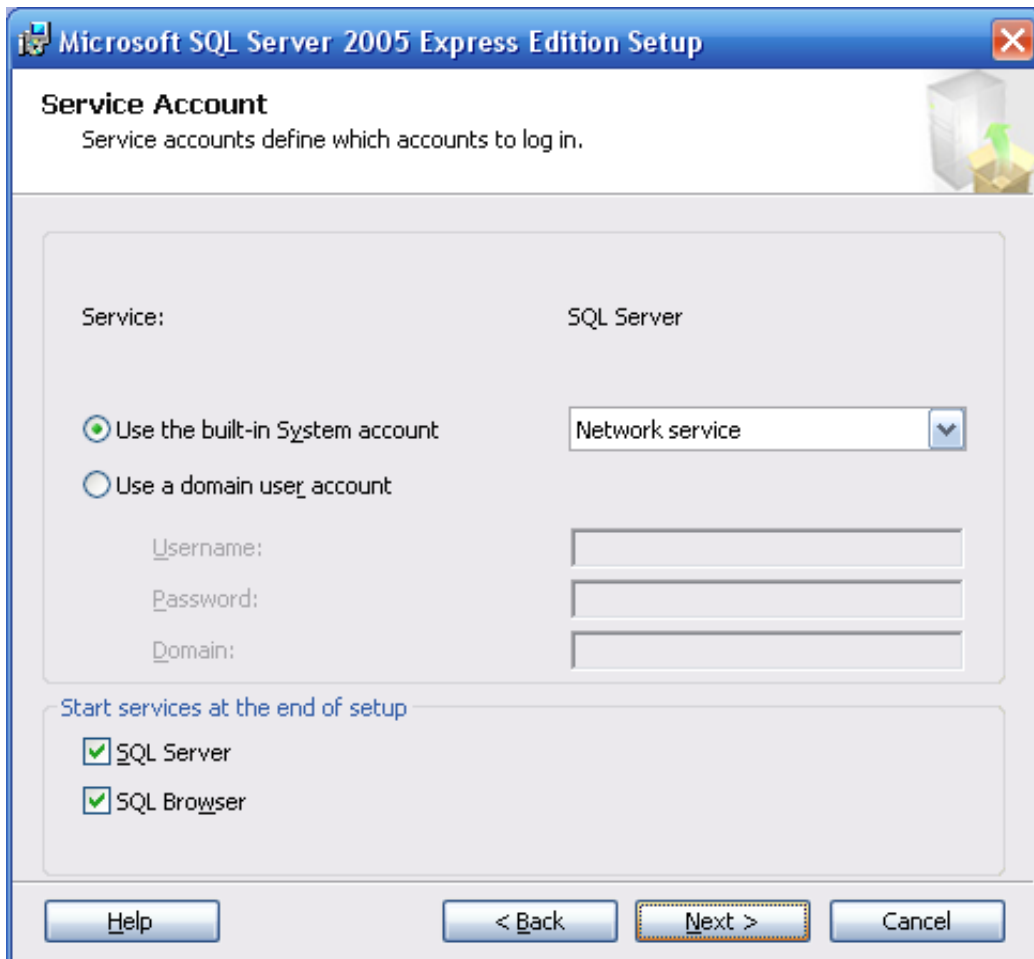 Microsoft SQL Server 2005 Express Edition Setup
Service Account
Service accounts define which accounts to log in.
Service: SQL Server
Use the built-in System account Network service
Use a domain user account
Username:
Password:
Domain:
Start services at the end of setup
SQL Server
SQL Browser
Help < Back Next > Cancel